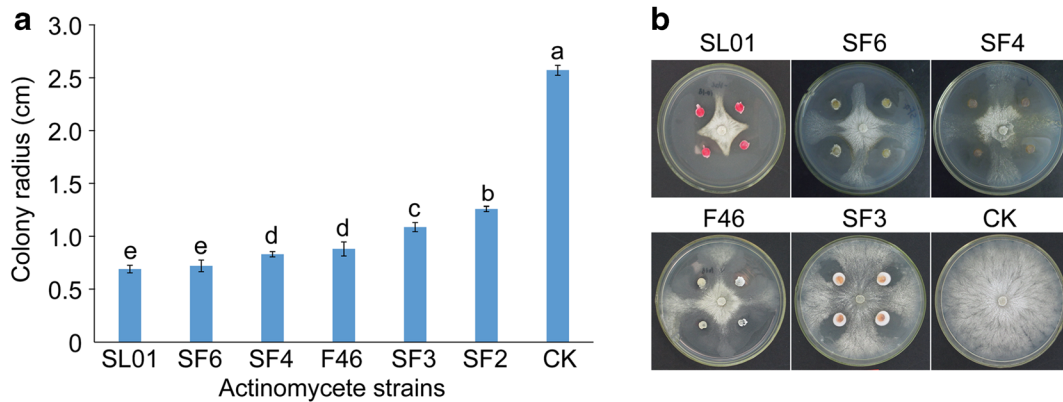 a
Colony radius (cm)
3.0
2.5
2.0
1.5
1.0
0.5
0
e
e
d
d
c
b
a
SL01 SF6 SF4 F46 SF3 SF2 CK
Actinomycete strains
b
SL01 SF6 SF4
F46 SF3 CK